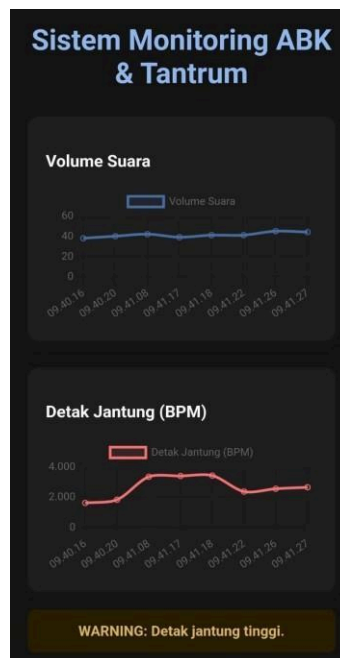 Sistem Monitoring ABK
& Tantrum
Volume Suara
Volume Suara
60
40
20
0
09.40.16 09.40.20 09.41.08 09.41.17 09.41.18 09.41.22 09.41.26 09.41.27
Detak Jantung (BPM)
Detak Jantung (BPM)
4.000
2.000
0
09.40.16 09.40.20 09.41.08 09.41.17 09.41.18 09.41.22 09.41.26 09.41.27
WARNING: Detak jantung tinggi.